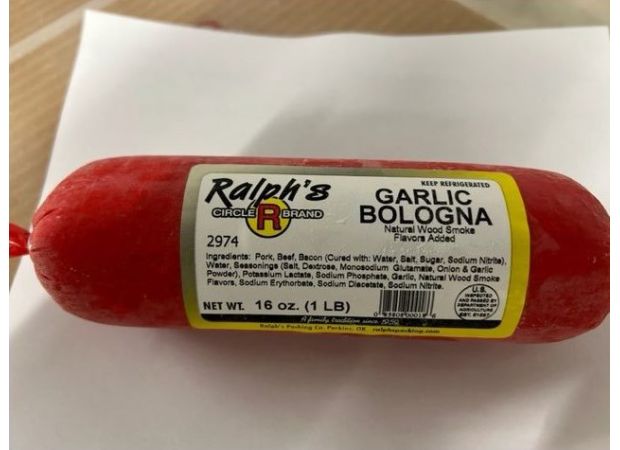 Ralph's
CIRCLE R BRAND
2974
KEEP REFRIGERATED
GARLIC
BOLOGNA
Natural Wood Smoke
Flavors Added
Ingredients: Pork, Beef, Bacon (Cured with: Water, Salt, Sugar, Sodium Nitrite),
Water, Seasonings (Salt, Dextrose, Monosodium Glutamate, Onion & Garlic
Powder), Potassium Lactate, Sodium Phosphate, Garlic, Natural Wood Smoke
Flavors, Sodium Erythorbate, Sodium Diacetate, Sodium Nitrite.
NET WT. 16 oz. (1 LB)
U.S.
INSPECTED
AND PASSED BY
DEPARTMENT OF
AGRICULTURE
A family tradition since 1959
Ralph's Packing Co. Perkins, OK ralphspacking.com